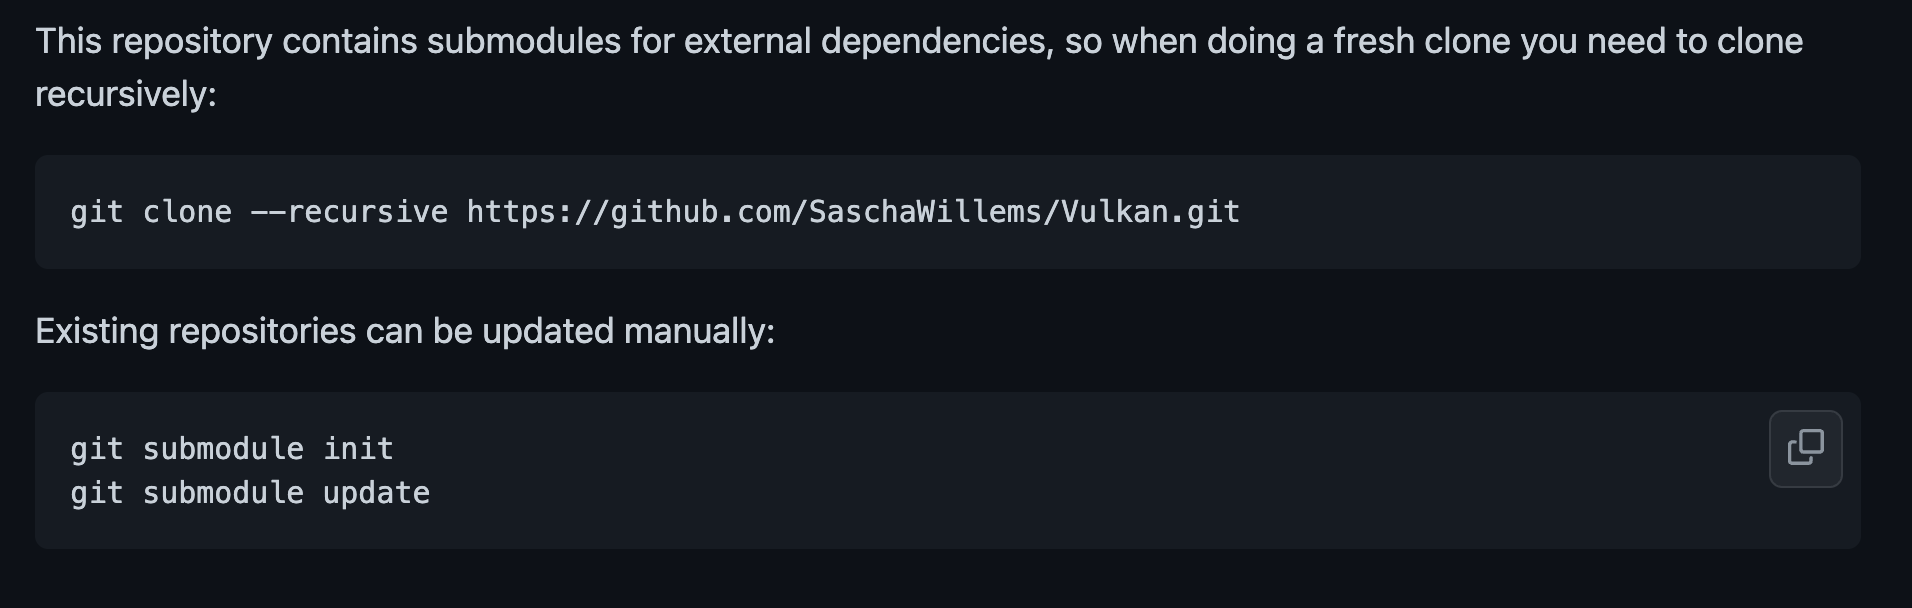 This repository contains submodules for external dependencies, so when doing a fresh clone you need to clone
recursively:
git clone --recursive https://github.com/SaschaWillems/Vulkan.git
Existing repositories can be updated manually:
git submodule init
git submodule update